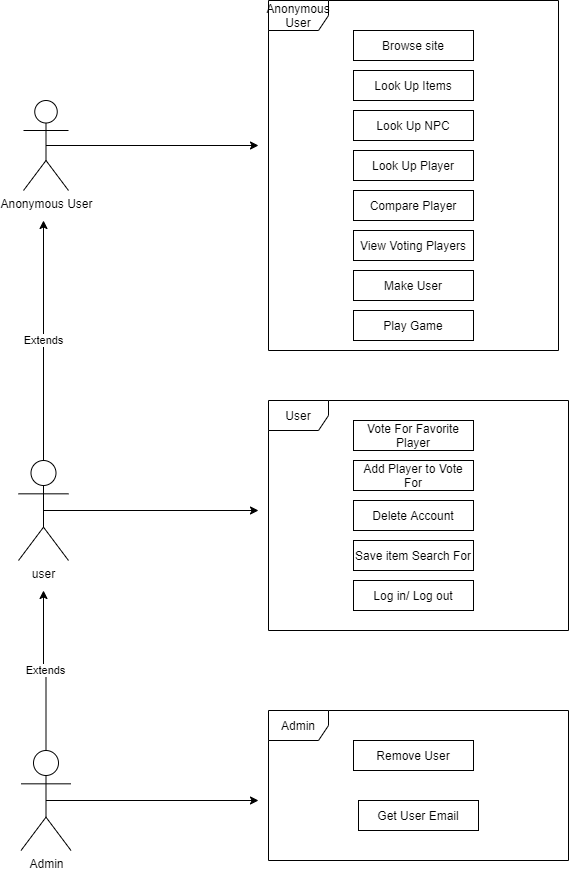 Anonymous
User
Browse site
Look Up Items
Look Up NPC
Look Up Player
Compare Player
View Voting Players
Make User
Play Game
Anonymous User
Extends
User
Vote For Favorite
Player
Add Player to Vote
For
Delete Account
Save item Search For
Log in/ Log out
user
Extends
Admin
Remove User
Get User Email
Admin